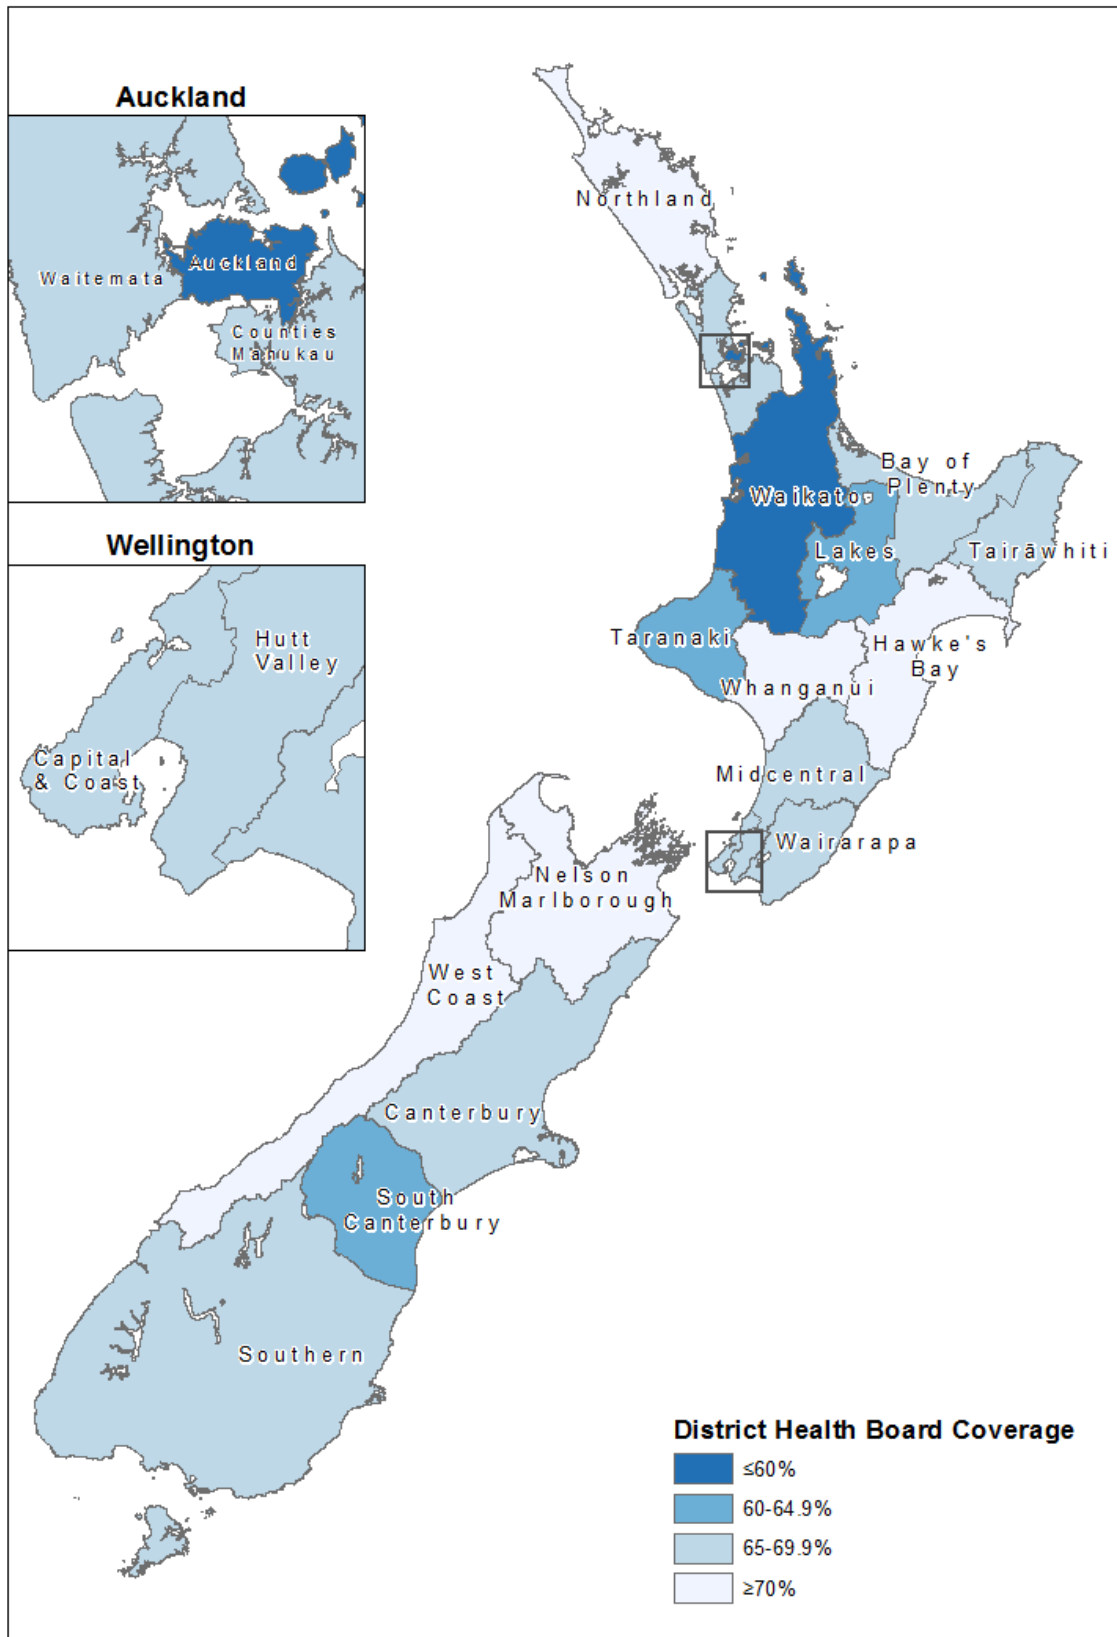 Auckland
Waitemata
Auckland
Counties
Manukau
Wellington
Hutt
Valley
Capital
& Coast
Northland
Waikato
Bay of
Plenty
Lakes
Tairāwhiti
Taranaki
Hawke's
Bay
Whanganui
Midcentral
Wairarapa
Nelson
Marlborough
West
Coast
Canterbury
South
Canterbury
Southern
District Health Board Coverage
≤60%
60-64.9%
65-69.9%
≥70%